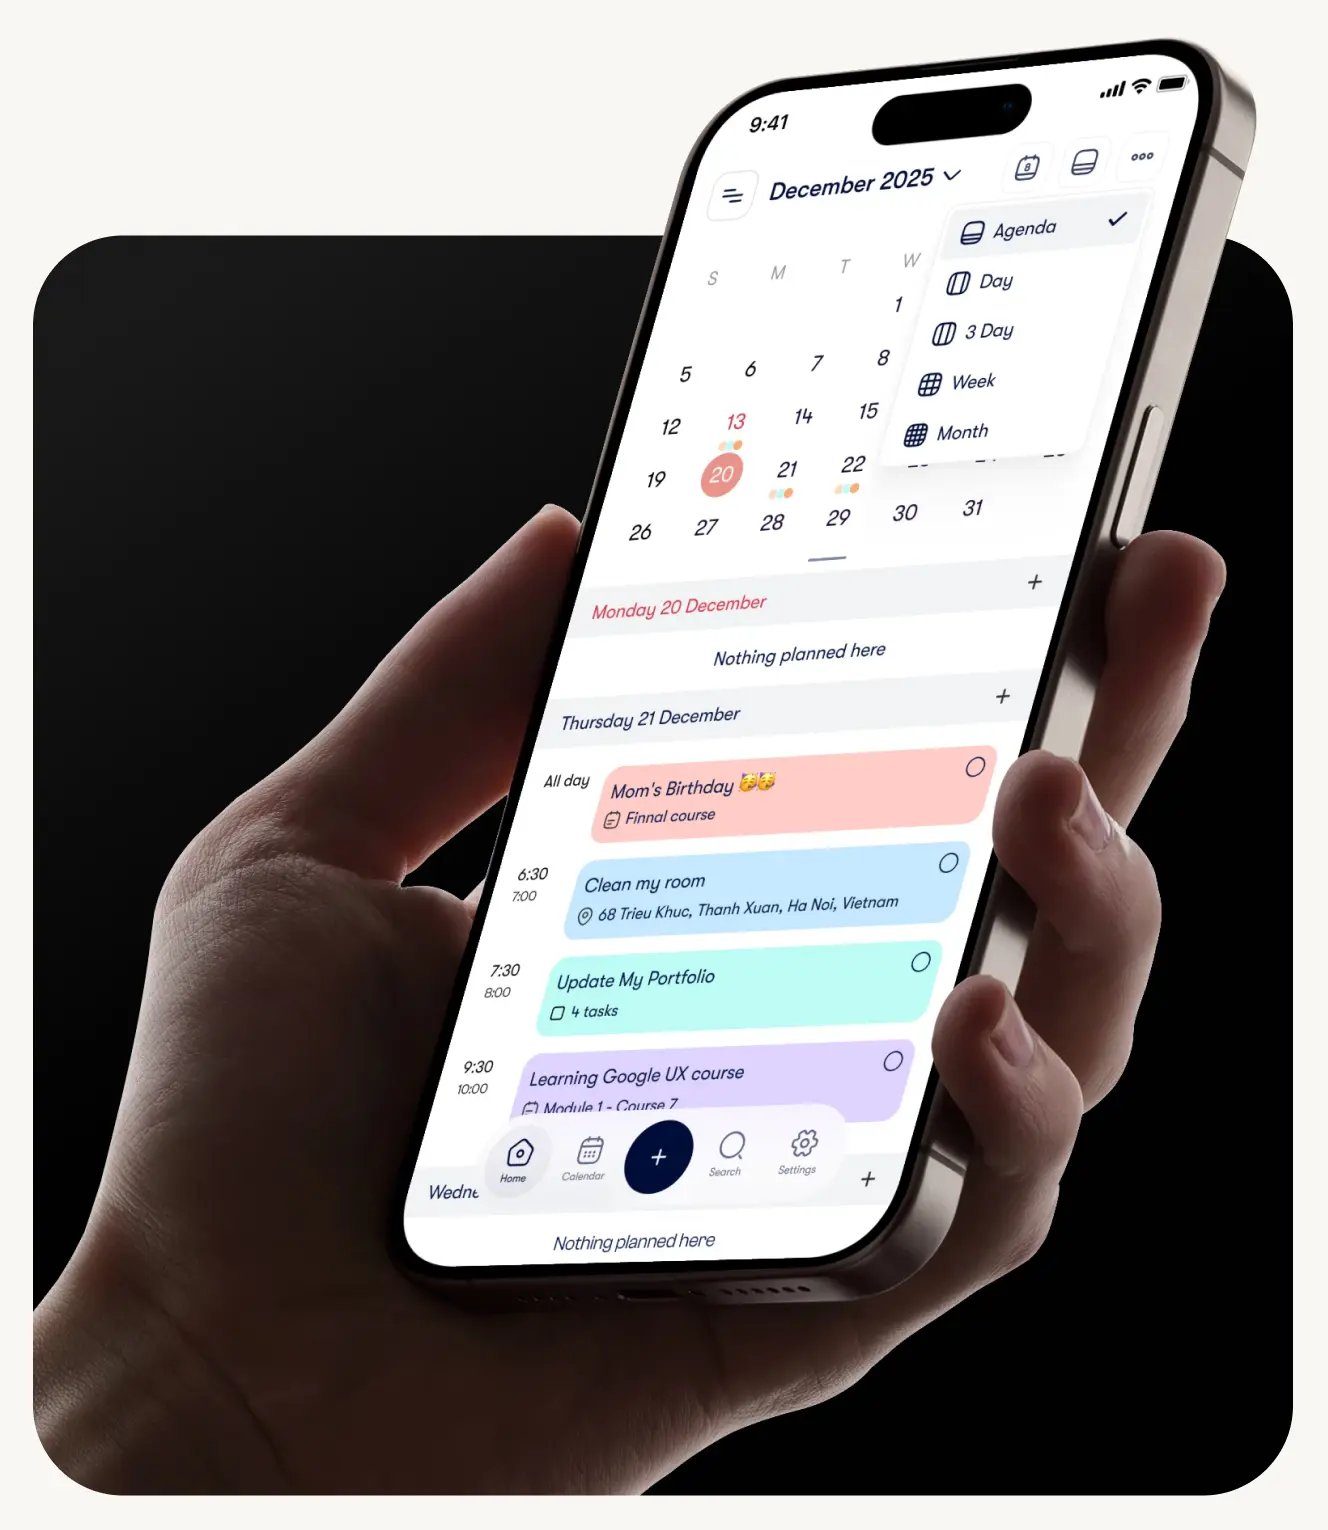 9:41
December 2025
8
Agenda
Day
3 Day
Week
Month
S M T W
1
5 6 7 8
12 13 14 15
19 20 21 22
26 27 28 29 30 31
Monday 20 December
+
Nothing planned here
Thursday 21 December
+
All day
Mom's Birthday 🥳🥳
Finnal course
6:30
7:00
Clean my room
68 Trieu Khuc, Thanh Xuan, Ha Noi, Vietnam
7:30
8:00
Update My Portfolio
4 tasks
9:30
10:00
Learning Google UX course
Module 1 - Course 7
Home
Calendar
+
Search
Settings
+
Nothing planned here